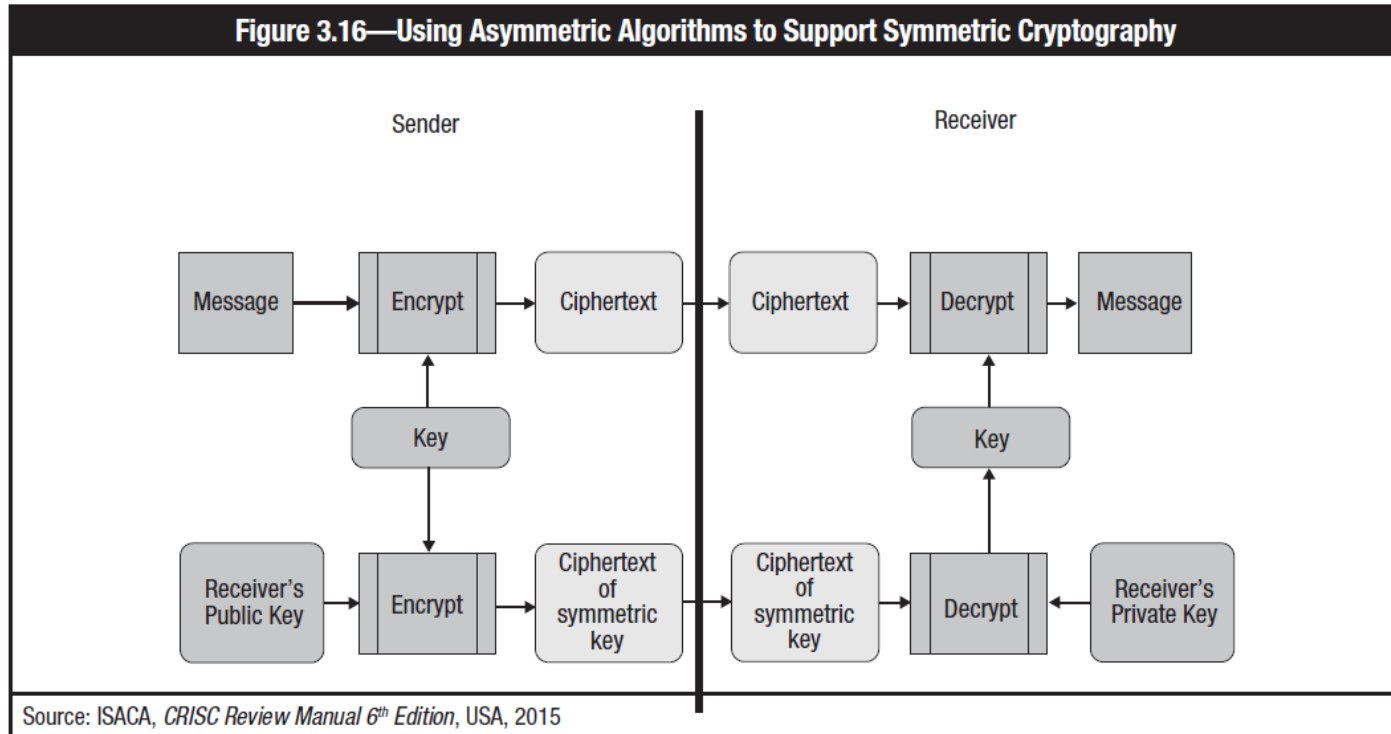 Figure 3.16—Using Asymmetric Algorithms to Support Symmetric Cryptography
Sender
Receiver
Message
Encrypt
Ciphertext
Ciphertext
Decrypt
Message
Key
Key
Receiver's
Public Key
Encrypt
Ciphertext
of
symmetric
key
Ciphertext
of
symmetric
key
Decrypt
Receiver's
Private Key
Source: ISACA, CRISC Review Manual 6th Edition, USA, 2015